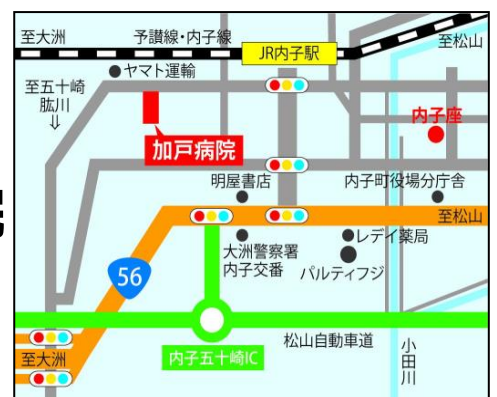 至大洲
予讃線・内子線
JR内子駅
至松山
ヤマト運輸
至五十崎
肱川
⇩
内子座
加戸病院
明屋書店
内子町役場分庁舎
至松山
大洲警察署
内子交番
レデイ薬局
パルティフジ
56
松山自動車道
小田川
至大洲
内子五十崎IC